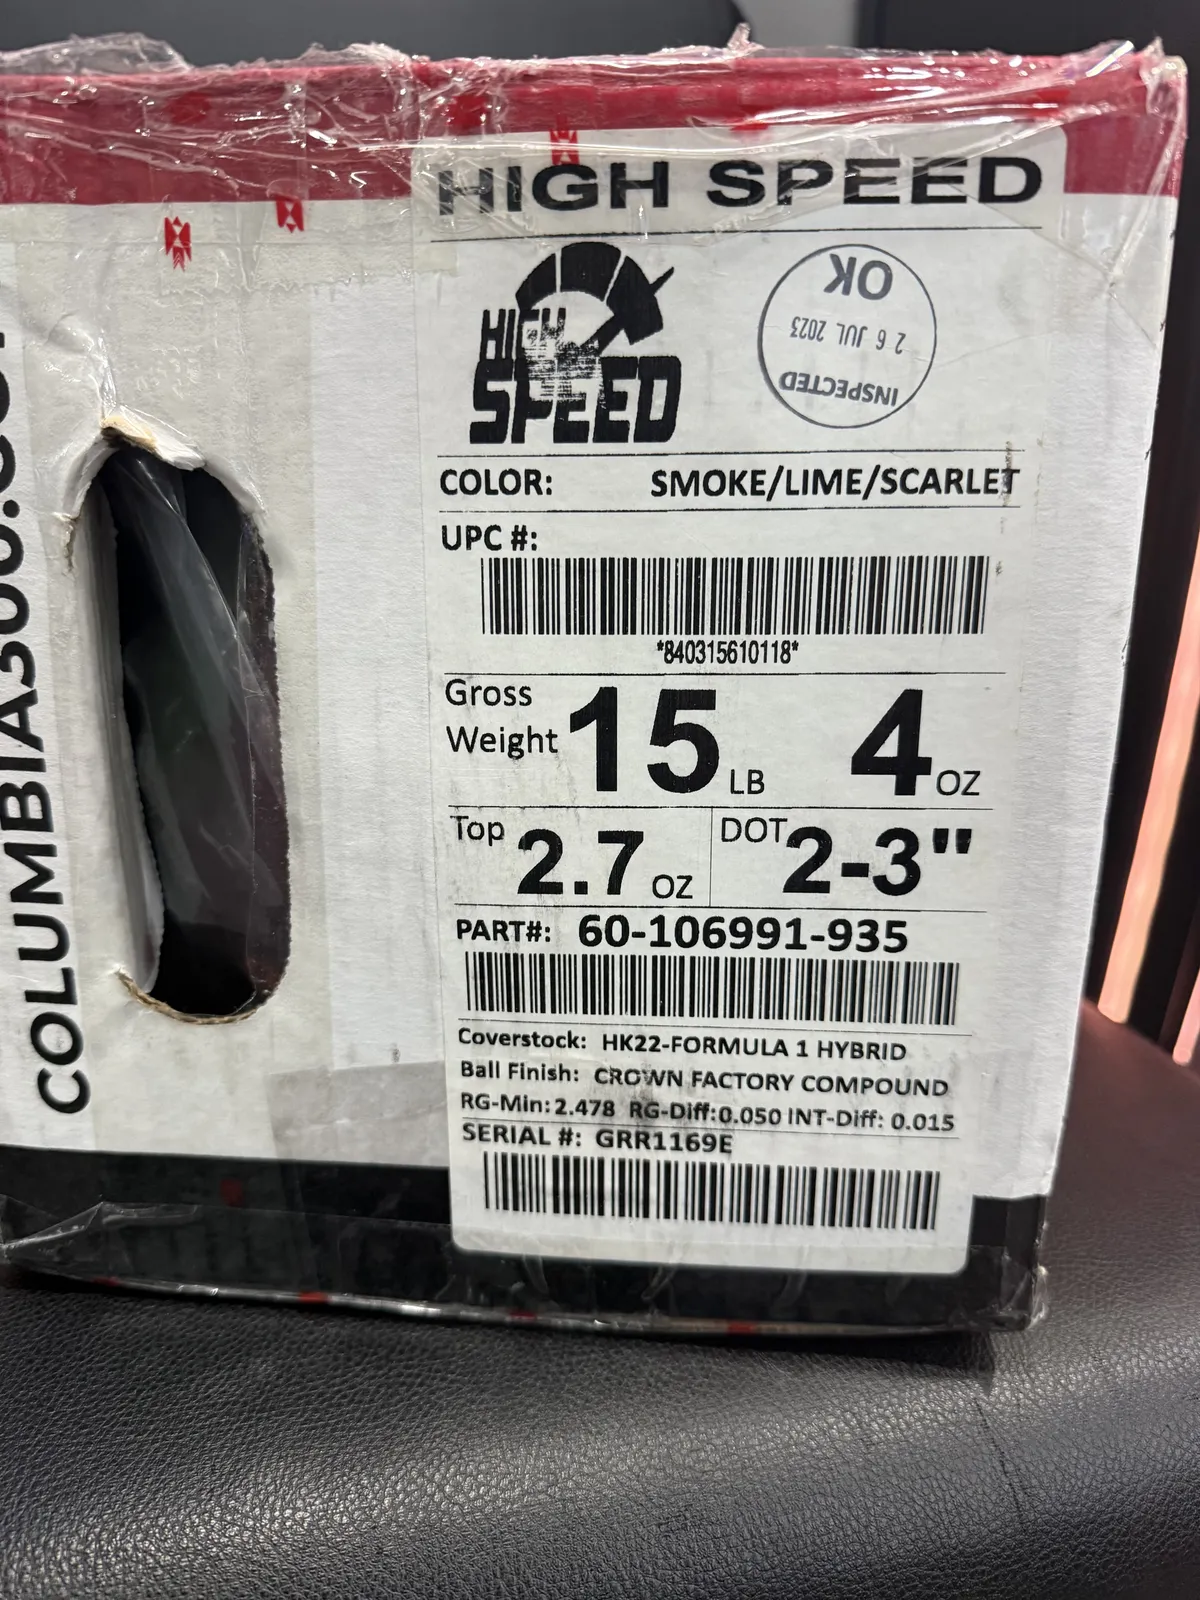 COLUMBIA300.CO
HIGH SPEED
HIGH
SPEED
OK
26 JUL 2023
INSPECTED
COLOR: SMOKE/LIME/SCARLET
UPC #:
*840315610118*
Gross
Weight 15 LB 4 OZ
Top 2.7 OZ DOT 2-3"
PART#: 60-106991-935
Coverstock: HK22-FORMULA 1 HYBRID
Ball Finish: CROWN FACTORY COMPOUND
RG-Min: 2.478 RG-Diff: 0.050 INT-Diff: 0.015
SERIAL #: GRR1169E